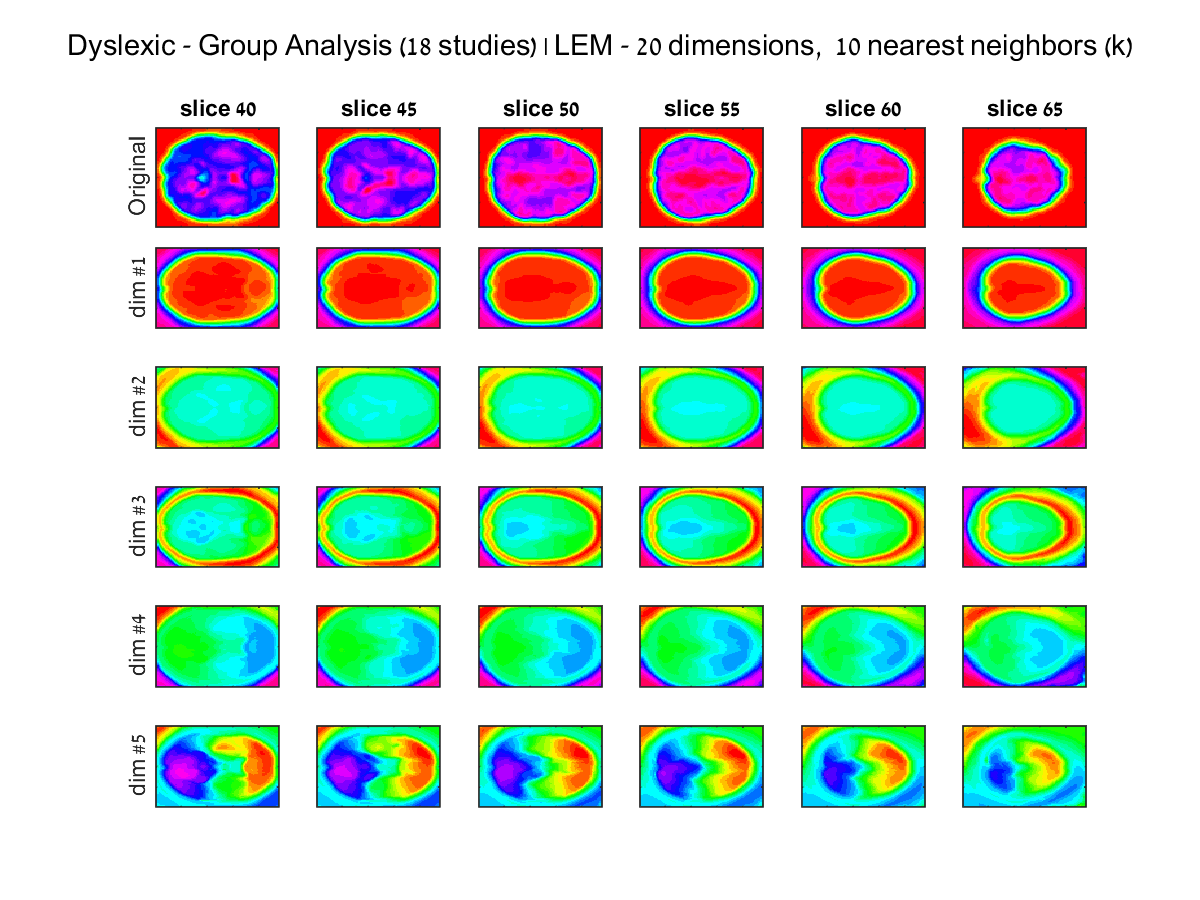 Dyslexic - Group Analysis (18 studies) | LEM - 20 dimensions, 10 nearest neighbors (k)
slice 40 slice 45 slice 50 slice 55 slice 60 slice 65
Original
dim #1
dim #2
dim #3
dim #4
dim #5